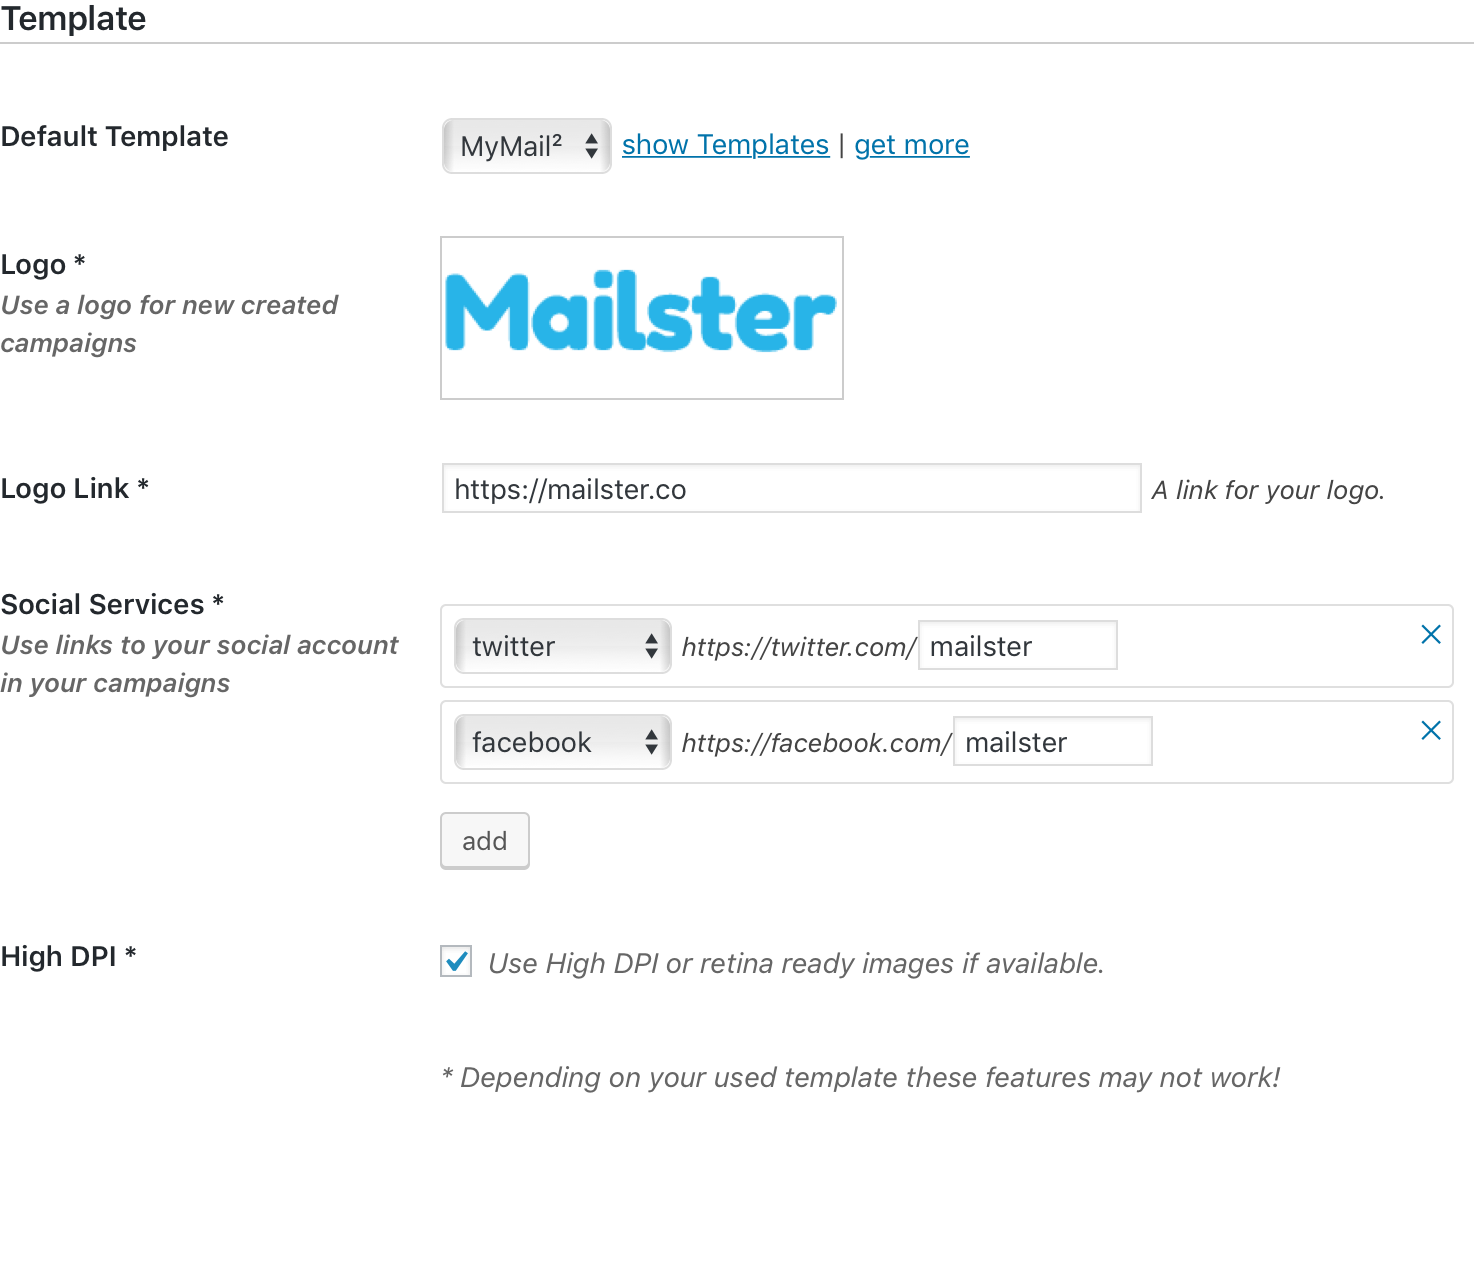 Template
Default Template
MyMail² show Templates | get more
Logo *
Use a logo for new created
campaigns
Mailster
Logo Link *
https://mailster.co
A link for your logo.
Social Services *
Use links to your social account
in your campaigns
twitter https://twitter.com/ mailster
facebook https://facebook.com/ mailster
add
High DPI *
Use High DPI or retina ready images if available.
* Depending on your used template these features may not work!